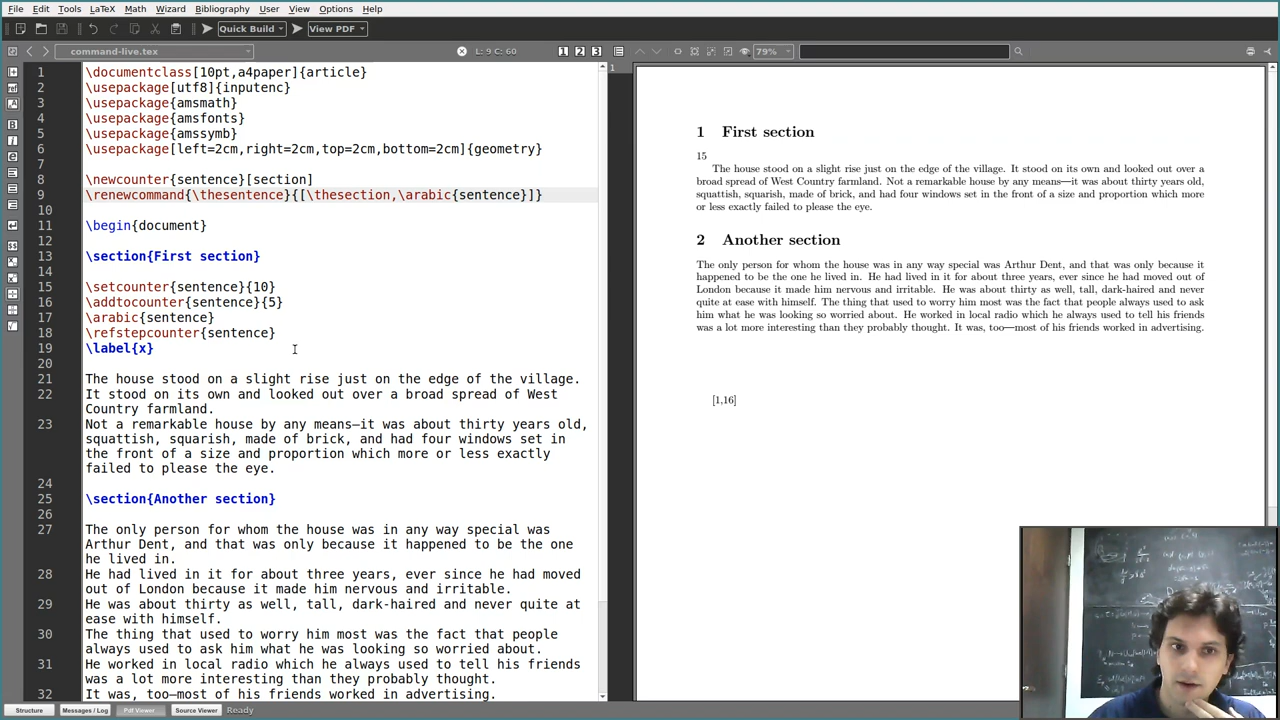 File Edit Tools LaTeX Math Wizard Bibliography User View Options Help
Quick Build View PDF
command-live.tex L: 9 C: 60 1 2 3 79%
1 \documentclass[10pt,a4paper]{article}
2 \usepackage[utf8]{inputenc}
3 \usepackage{amsmath}
4 \usepackage{amsfonts}
5 \usepackage{amssymb}
6 \usepackage[left=2cm,right=2cm,top=2cm,bottom=2cm]{geometry}
7
8 \newcounter{sentence}[section]
9 \renewcommand{\thesentence}{[\thesection,\arabic{sentence}]}
10
11 \begin{document}
12
13 \section{First section}
14
15 \setcounter{sentence}{10}
16 \addtocounter{sentence}{5}
17 \arabic{sentence}
18 \refstepcounter{sentence}
19 \label{x}
20
21 The house stood on a slight rise just on the edge of the village.
22 It stood on its own and looked out over a broad spread of West
Country farmland.
23 Not a remarkable house by any means—it was about thirty years old,
squattish, squarish, made of brick, and had four windows set in
the front of a size and proportion which more or less exactly
failed to please the eye.
24
25 \section{Another section}
26
27 The only person for whom the house was in any way special was
Arthur Dent, and that was only because it happened to be the one
he lived in.
28 He had lived in it for about three years, ever since he had moved
out of London because it made him nervous and irritable.
29 He was about thirty as well, tall, dark-haired and never quite at
ease with himself.
30 The thing that used to worry him most was the fact that people
always used to ask him what he was looking so worried about.
31 He worked in local radio which he always used to tell his friends
was a lot more interesting than they probably thought.
32 It was, too—most of his friends worked in advertising.
1
1 First section
15
The house stood on a slight rise just on the edge of the village. It stood on its own and looked out over a
broad spread of West Country farmland. Not a remarkable house by any means—it was about thirty years old,
squattish, squarish, made of brick, and had four windows set in the front of a size and proportion which more
or less exactly failed to please the eye.
2 Another section
The only person for whom the house was in any way special was Arthur Dent, and that was only because it
happened to be the one he lived in. He had lived in it for about three years, ever since he had moved out of
London because it made him nervous and irritable. He was about thirty as well, tall, dark-haired and never
quite at ease with himself. The thing that used to worry him most was the fact that people always used to ask
him what he was looking so worried about. He worked in local radio which he always used to tell his friends
was a lot more interesting than they probably thought. It was, too—most of his friends worked in advertising.
[1,16]
Structure Messages / Log Pdf Viewer Source Viewer Ready